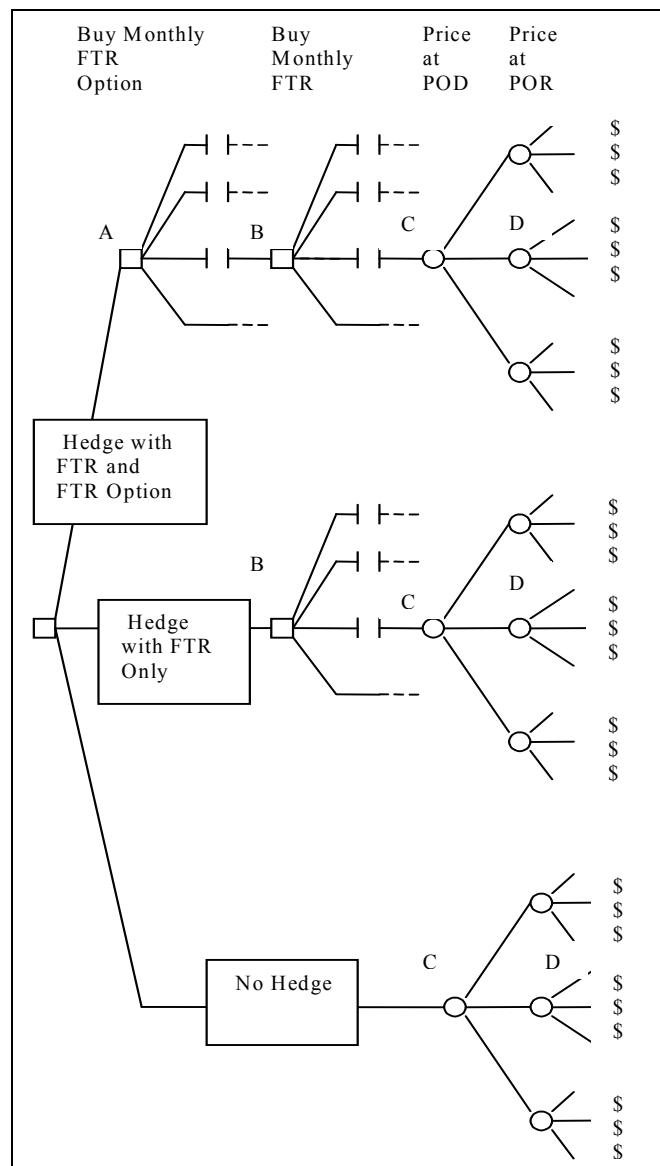 Buy Monthly
FTR
Option
Buy
Monthly
FTR
Price
at
POD
Price
at
POR
$
$
$
A
B
C
D
$
$
$
$
$
$
Hedge with
FTR and
FTR Option
$
$
$
B
C
D
$
$
$
Hedge
with FTR
Only
$
$
$
$
$
$
C
D
No Hedge
$
$
$
$
$
$